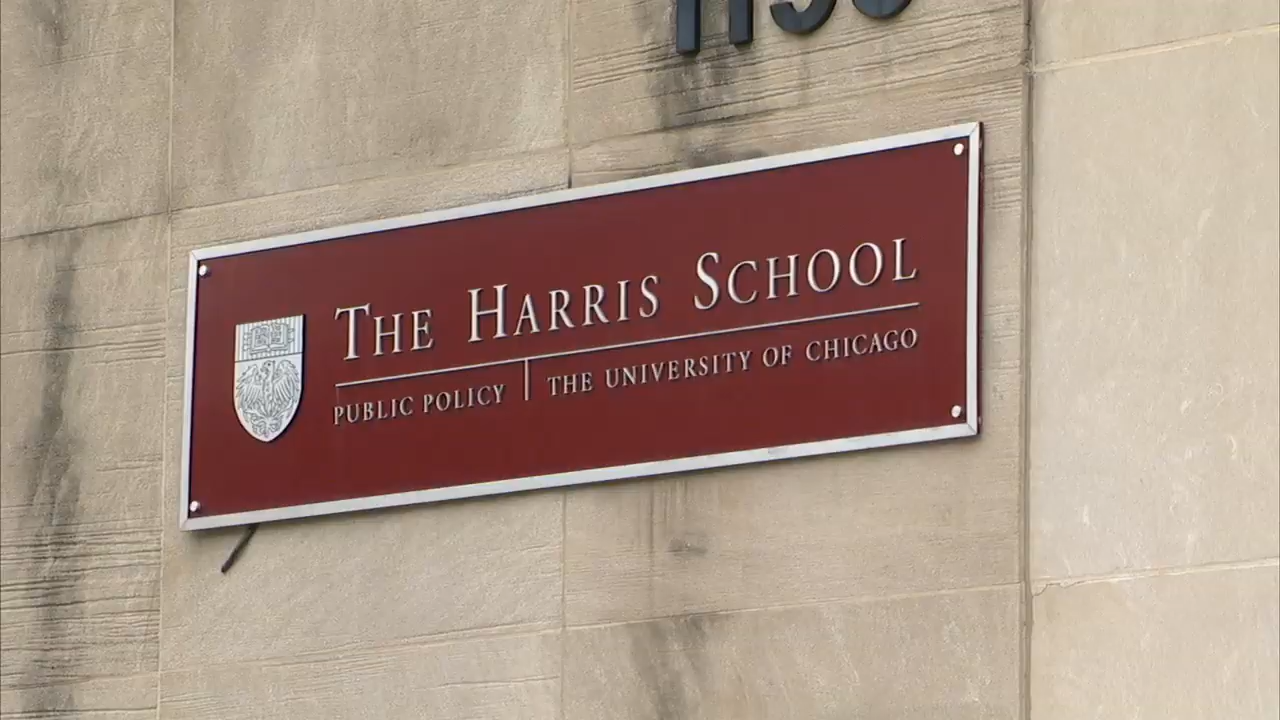 THE HARRIS SCHOOL
PUBLIC POLICY | THE UNIVERSITY OF CHICAGO